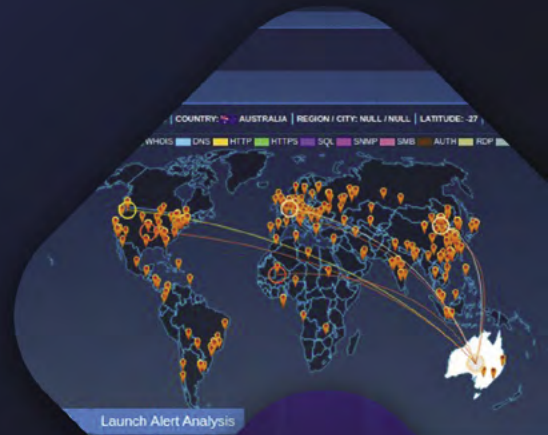 | COUNTRY: AUSTRALIA | REGION / CITY: NULL / NULL | LATITUDE: -27 |
WHOIS DNS HTTP HTTPS SQL SNMP SMB AUTH RDP
Launch Alert Analysis